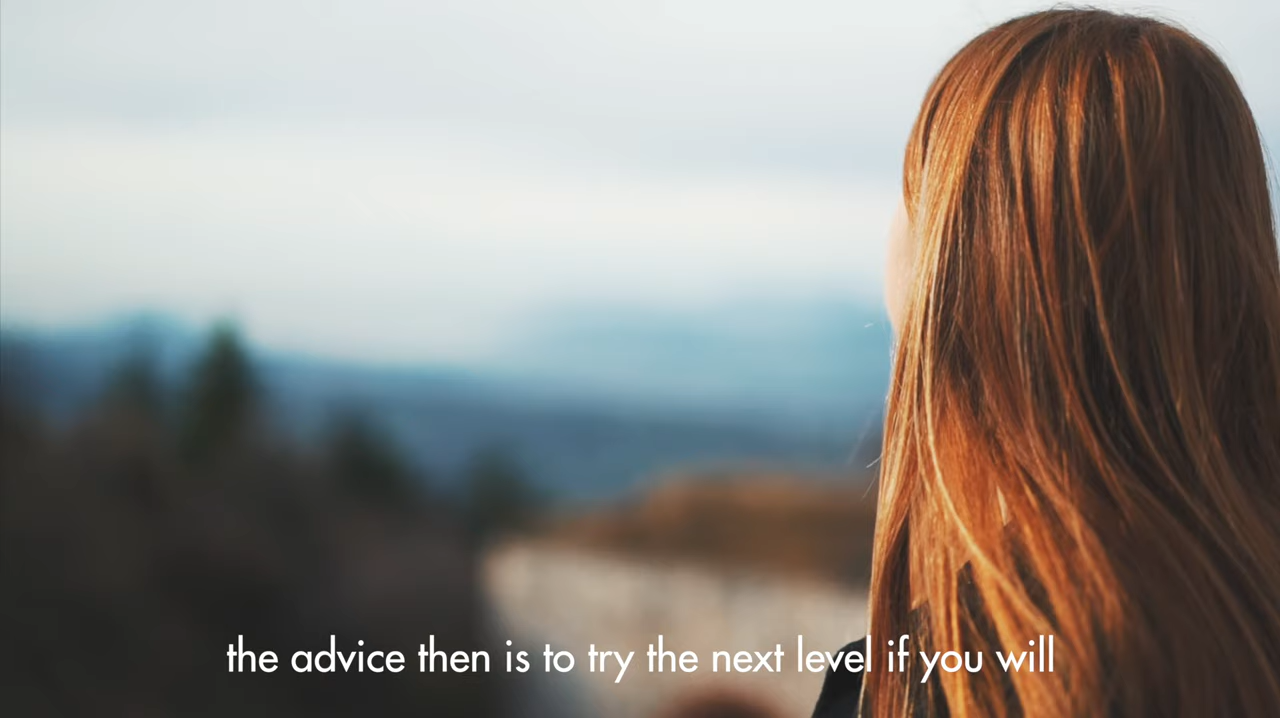 the advice then is to try the next level if you will